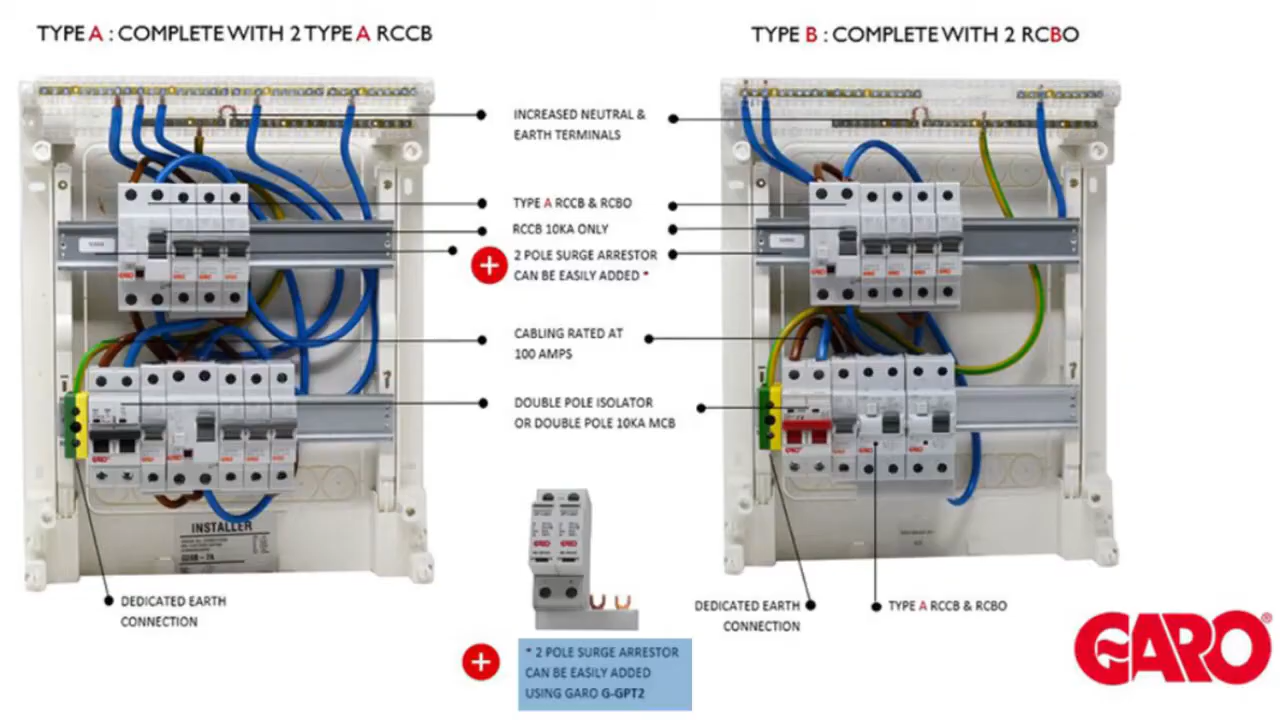 TYPE A : COMPLETE WITH 2 TYPE A RCCB
TYPE B : COMPLETE WITH 2 RCBO
INCREASED NEUTRAL &
EARTH TERMINALS
TYPE A RCCB & RCBO
RCCB 10KA ONLY
2 POLE SURGE ARRESTOR
CAN BE EASILY ADDED *
CABLING RATED AT
100 AMPS
DOUBLE POLE ISOLATOR
OR DOUBLE POLE 10KA MCB
INSTALLER
DEDICATED EARTH
CONNECTION
DEDICATED EARTH
CONNECTION
TYPE A RCCB & RCBO
* 2 POLE SURGE ARRESTOR
CAN BE EASILY ADDED
USING GARO G-GPT2
GARO®